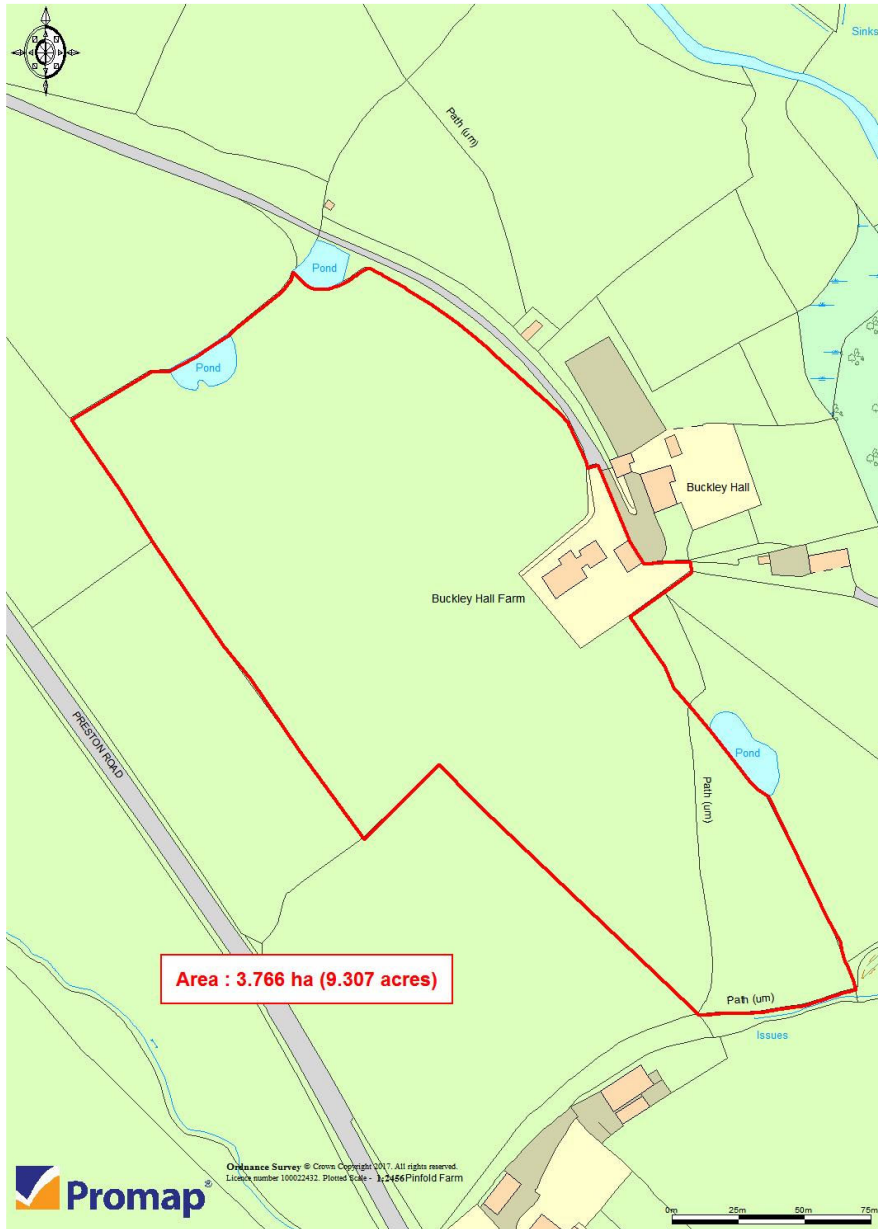 Sinks
Path (um)
Pond
Pond
Buckley Hall
Buckley Hall Farm
PRESTON ROAD
Pond
Path (um)
Area : 3.766 ha (9.307 acres)
Path (um)
Issues
Ordnance Survey © Crown Copyright 2017. All rights reserved.
Licence number 100022432. Plotted Scale - 1:2456
Pinfold Farm
Promap
0m 25m 50m 75m